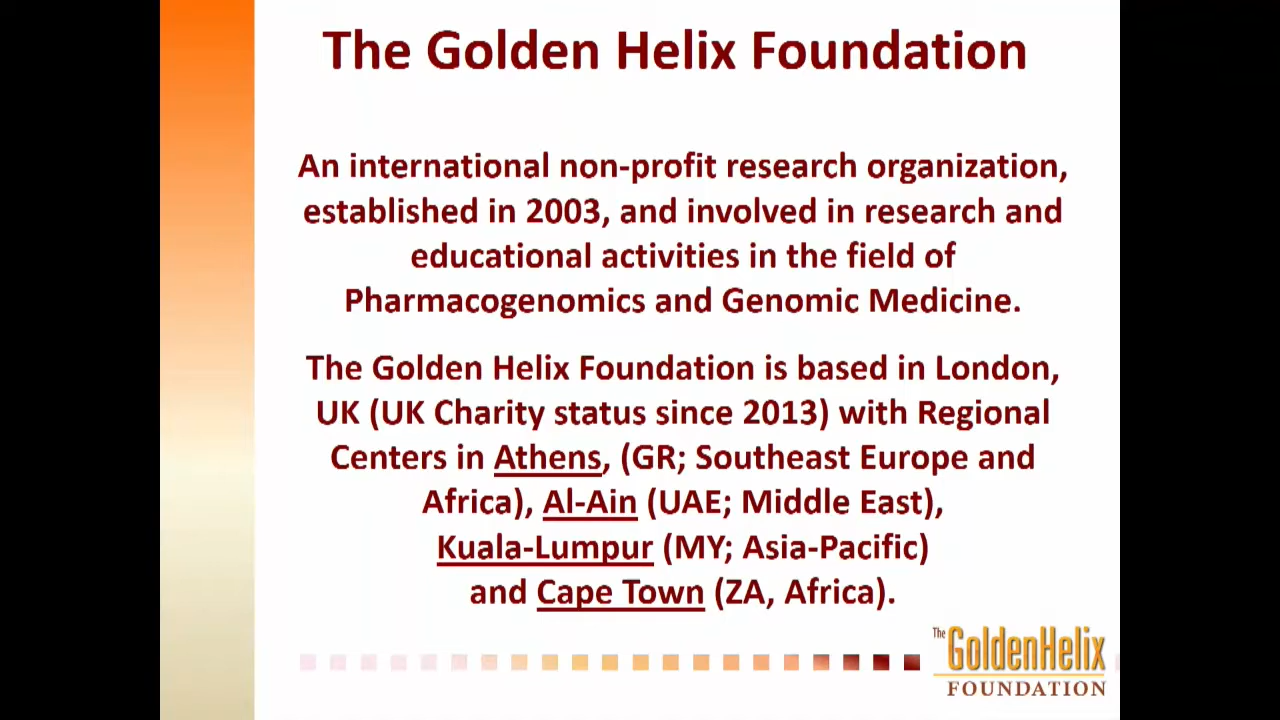 The Golden Helix Foundation
An international non-profit research organization,
established in 2003, and involved in research and
educational activities in the field of
Pharmacogenomics and Genomic Medicine.
The Golden Helix Foundation is based in London,
UK (UK Charity status since 2013) with Regional
Centers in Athens, (GR; Southeast Europe and
Africa), Al-Ain (UAE; Middle East),
Kuala-Lumpur (MY; Asia-Pacific)
and Cape Town (ZA, Africa).
The GoldenHelix
FOUNDATION